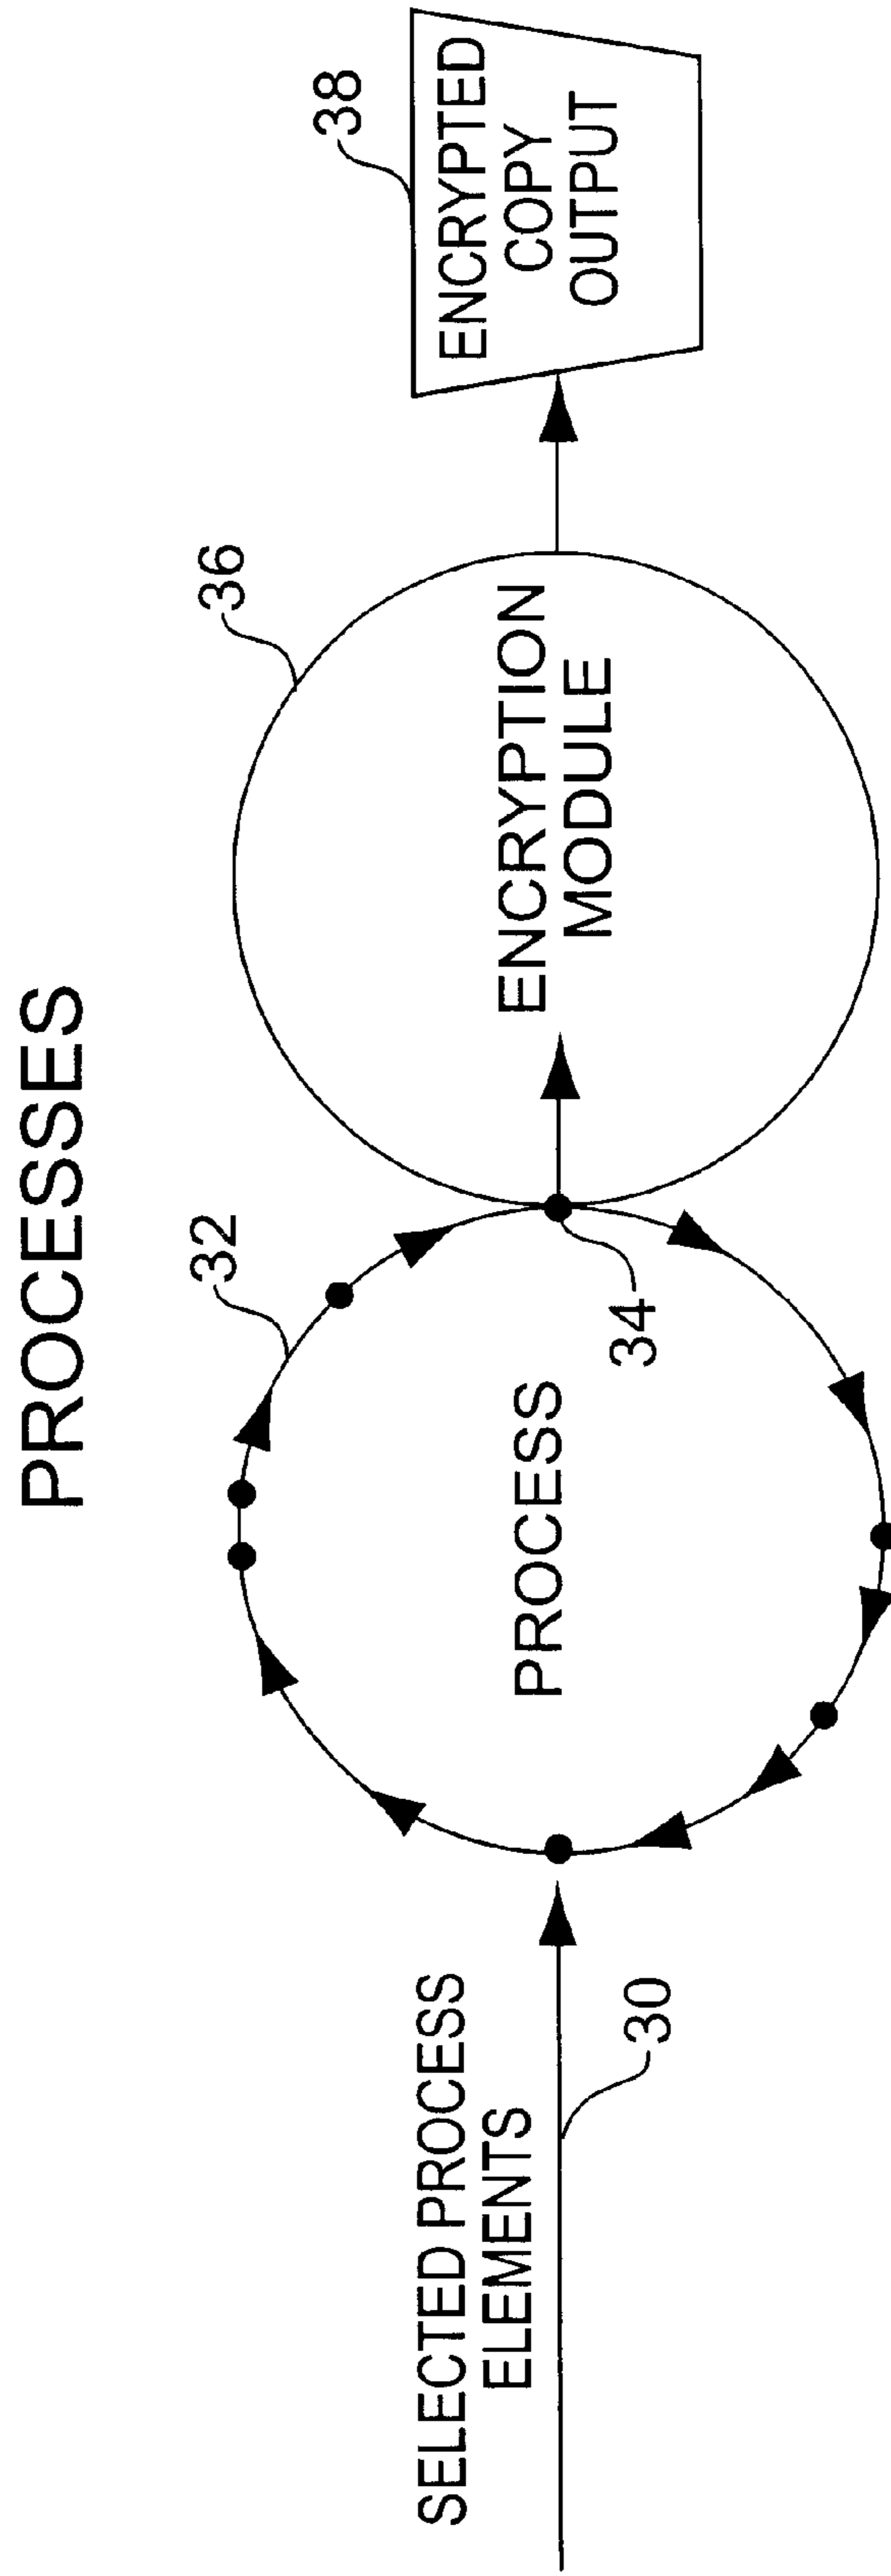 PROCESSES
SELECTED PROCESS
ELEMENTS
30
PROCESS
32
34
ENCRYPTION
MODULE
36
ENCRYPTED
COPY
OUTPUT
38